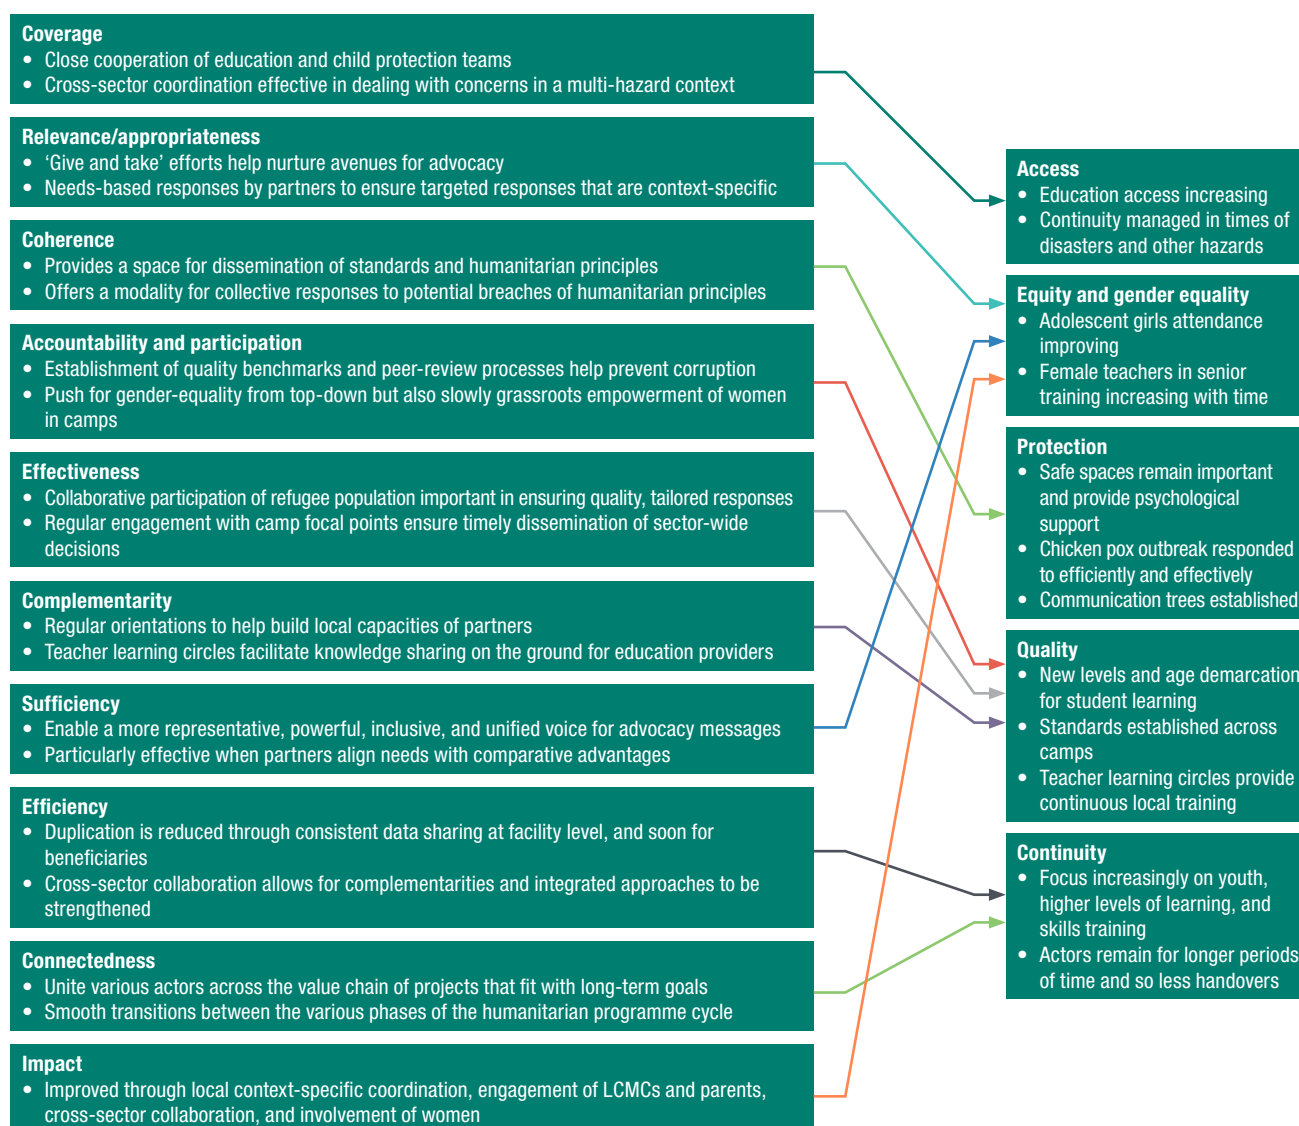 Coverage
• Close cooperation of education and child protection teams
• Cross-sector coordination effective in dealing with concerns in a multi-hazard context
Relevance/appropriateness
• ‘Give and take’ efforts help nurture avenues for advocacy
• Needs-based responses by partners to ensure targeted responses that are context-specific
Coherence
• Provides a space for dissemination of standards and humanitarian principles
• Offers a modality for collective responses to potential breaches of humanitarian principles
Accountability and participation
• Establishment of quality benchmarks and peer-review processes help prevent corruption
• Push for gender-equality from top-down but also slowly grassroots empowerment of women
in camps
Effectiveness
• Collaborative participation of refugee population important in ensuring quality, tailored responses
• Regular engagement with camp focal points ensure timely dissemination of sector-wide
decisions
Complementarity
• Regular orientations to help build local capacities of partners
• Teacher learning circles facilitate knowledge sharing on the ground for education providers
Sufficiency
• Enable a more representative, powerful, inclusive, and unified voice for advocacy messages
• Particularly effective when partners align needs with comparative advantages
Efficiency
• Duplication is reduced through consistent data sharing at facility level, and soon for
beneficiaries
• Cross-sector collaboration allows for complementarities and integrated approaches to be
strengthened
Connectedness
• Unite various actors across the value chain of projects that fit with long-term goals
• Smooth transitions between the various phases of the humanitarian programme cycle
Impact
• Improved through local context-specific coordination, engagement of LCMCs and parents,
cross-sector collaboration, and involvement of women
Access
• Education access increasing
• Continuity managed in times of
disasters and other hazards
Equity and gender equality
• Adolescent girls attendance
improving
• Female teachers in senior
training increasing with time
Protection
• Safe spaces remain important
and provide psychological
support
• Chicken pox outbreak responded
to efficiently and effectively
• Communication trees established
Quality
• New levels and age demarcation
for student learning
• Standards established across
camps
• Teacher learning circles provide
continuous local training
Continuity
• Focus increasingly on youth,
higher levels of learning, and
skills training
• Actors remain for longer periods
of time and so less handovers